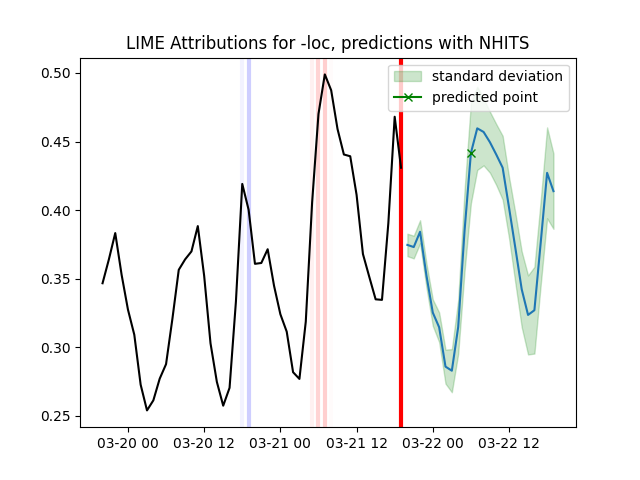 LIME Attributions for -loc, predictions with NHITS
standard deviation
predicted point
0.50
0.45
0.40
0.35
0.30
0.25
03-20 00 03-20 12 03-21 00 03-21 12 03-22 00 03-22 12